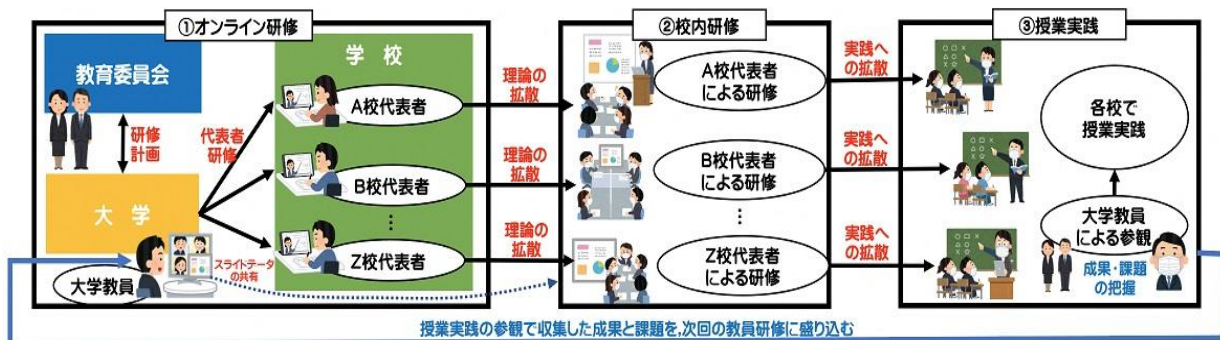 ①オンライン研修
教育委員会
研修
計画
大 学
大学教員
代表者
研修
スライドデータ
の共有
学 校
A校代表者
B校代表者
⋮
Z校代表者
理論の
拡散
理論の
拡散
理論の
拡散
②校内研修
A校代表者
による研修
B校代表者
による研修
⋮
Z校代表者
による研修
実践へ
の拡散
実践へ
の拡散
実践へ
の拡散
③授業実践
各校で
授業実践
大学教員
による参観
成果・課題
の把握
授業実践の参観で収集した成果と課題を,次回の教員研修に盛り込む